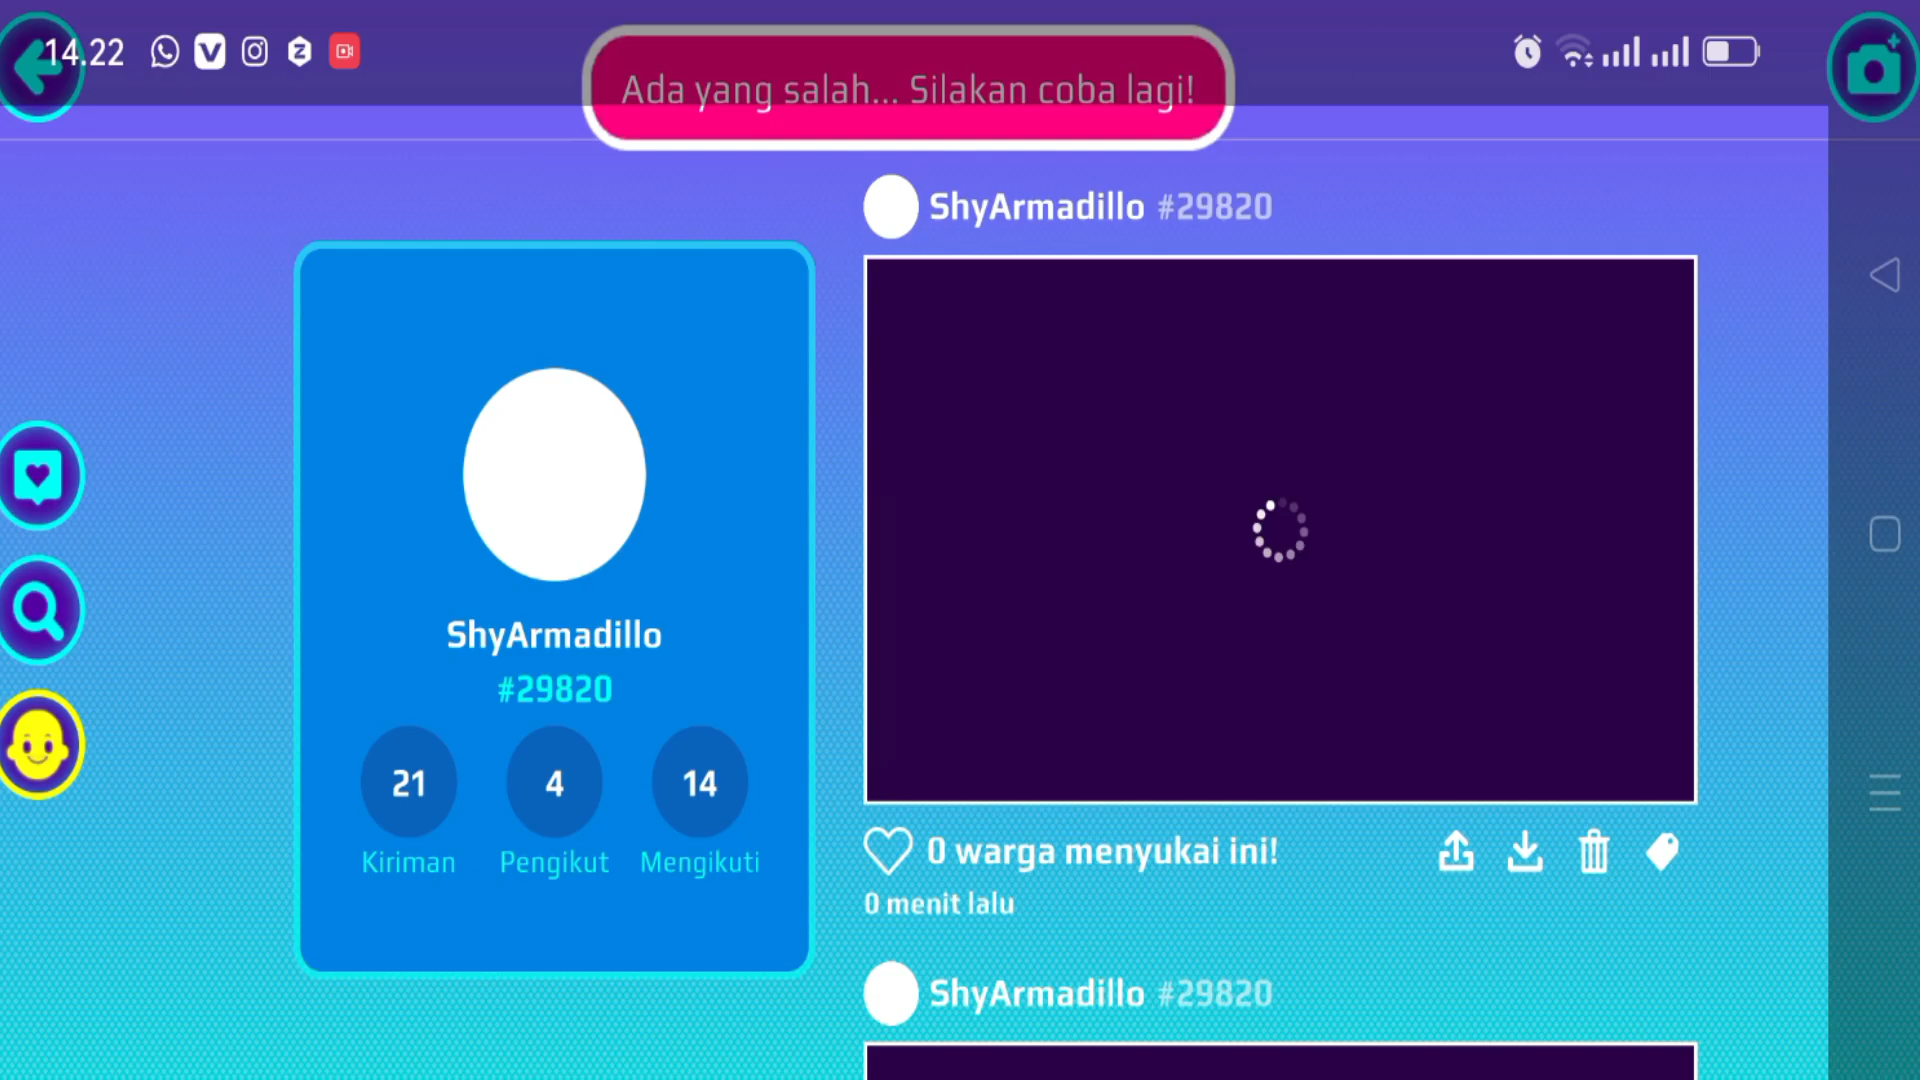 14.22
Ada yang salah... Silakan coba lagi!
ShyArmadillo #29820
ShyArmadillo
#29820
21 4 14
Kiriman Pengikut Mengikuti
0 warga menyukai ini!
0 menit lalu
ShyArmadillo #29820